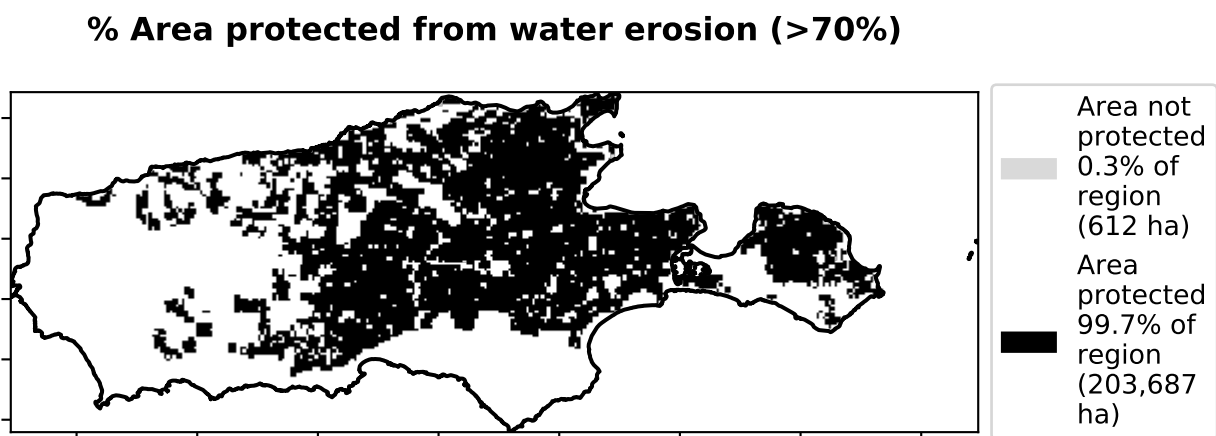 % Area protected from water erosion (>70%)
Area not
protected
0.3% of
region
(612 ha)
Area
protected
99.7% of
region
(203,687
ha)